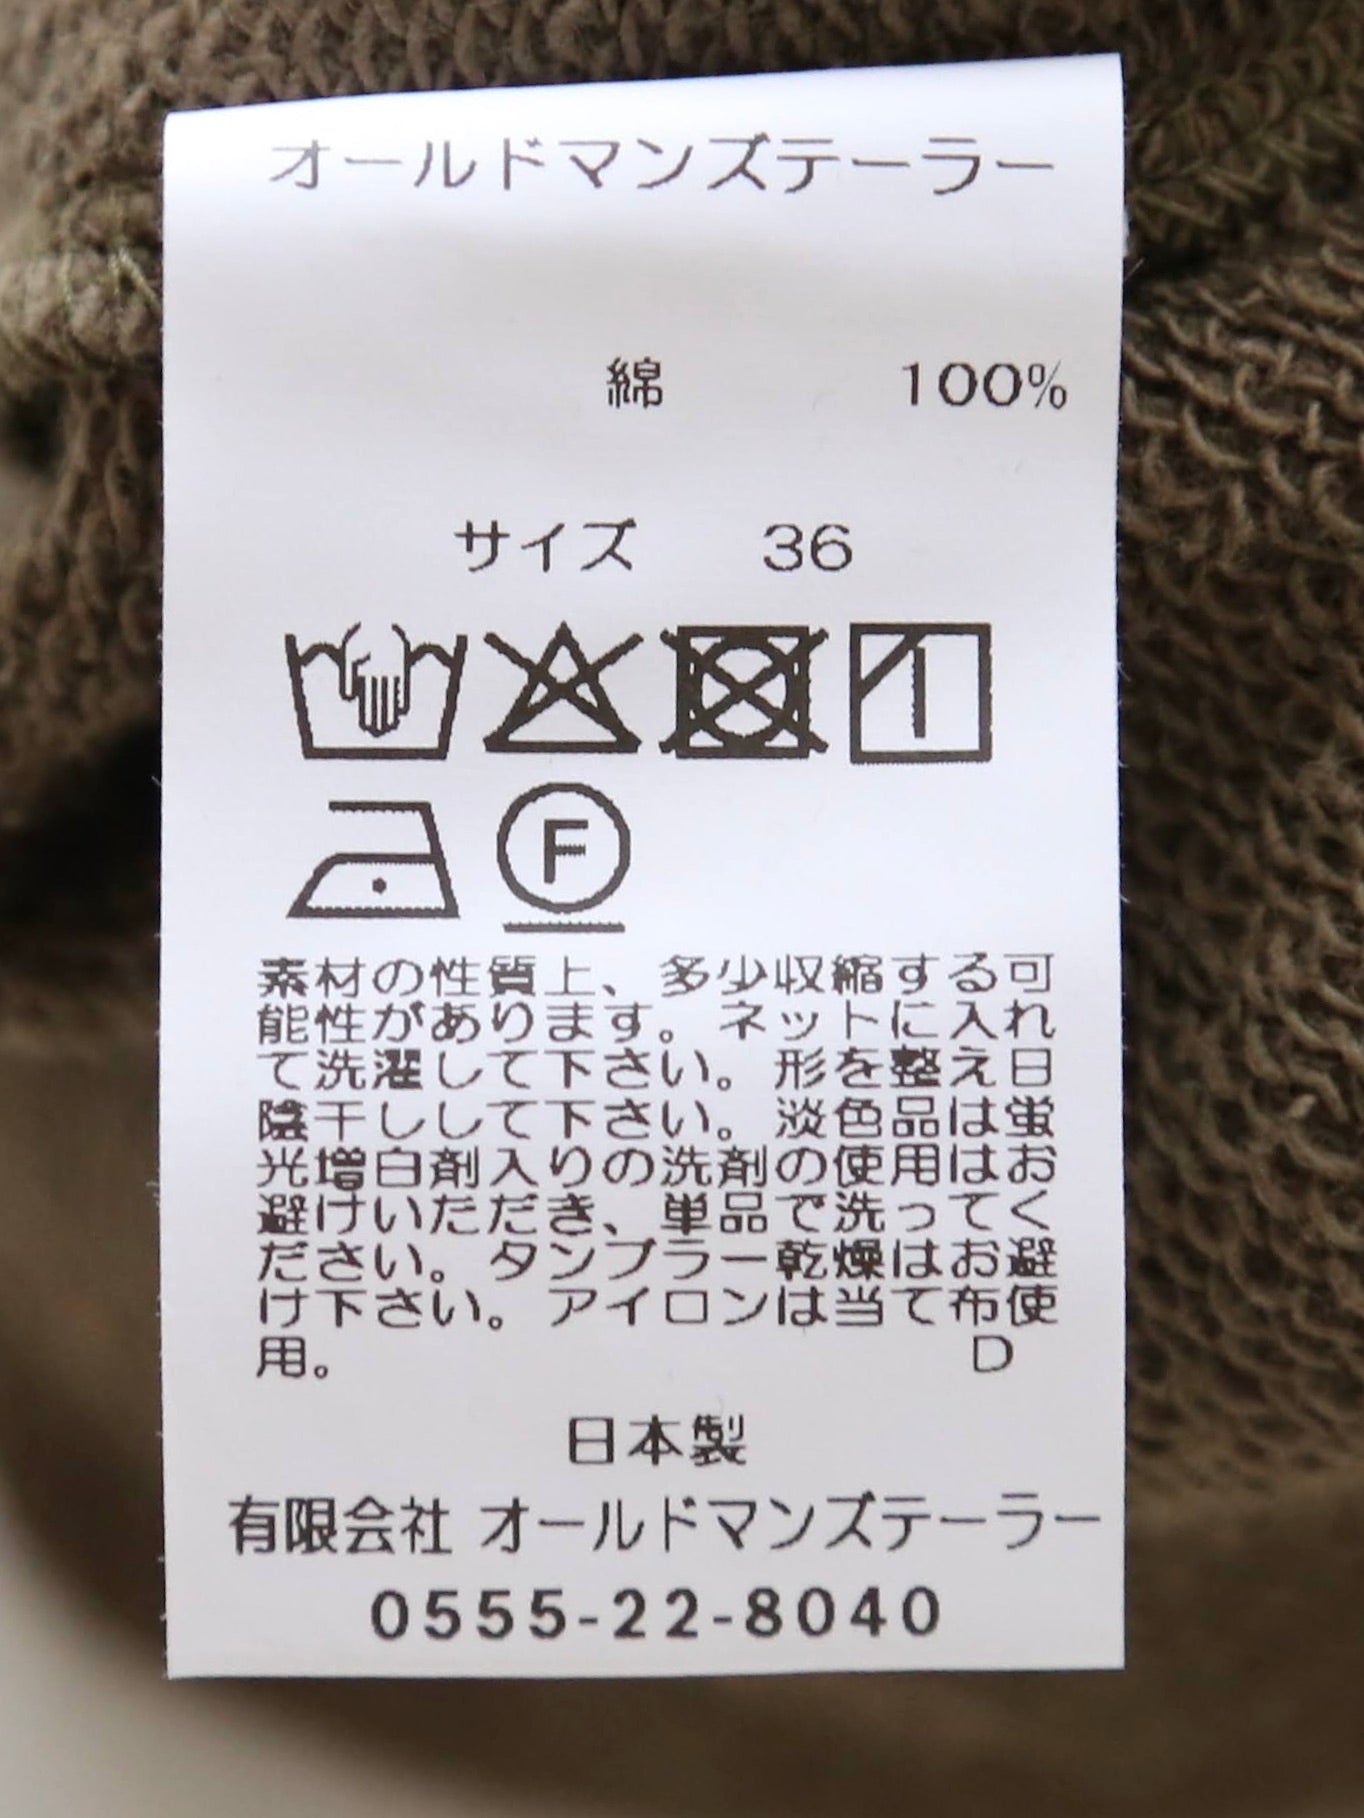 オールドマンズテーラー
綿 100%
サイズ 36
F
素材の性質上、多少収縮する可
能性があります。ネットに入れ
て洗濯して下さい。形を整え日
陰干しして下さい。淡色品は蛍
光増白剤入りの洗剤の使用はお
避けいただき、単品で洗ってく
ださい。タンブラー乾燥はお避
け下さい。アイロンは当て布使
用。 D
日本製
有限会社 オールドマンズテーラー
0555-22-8040